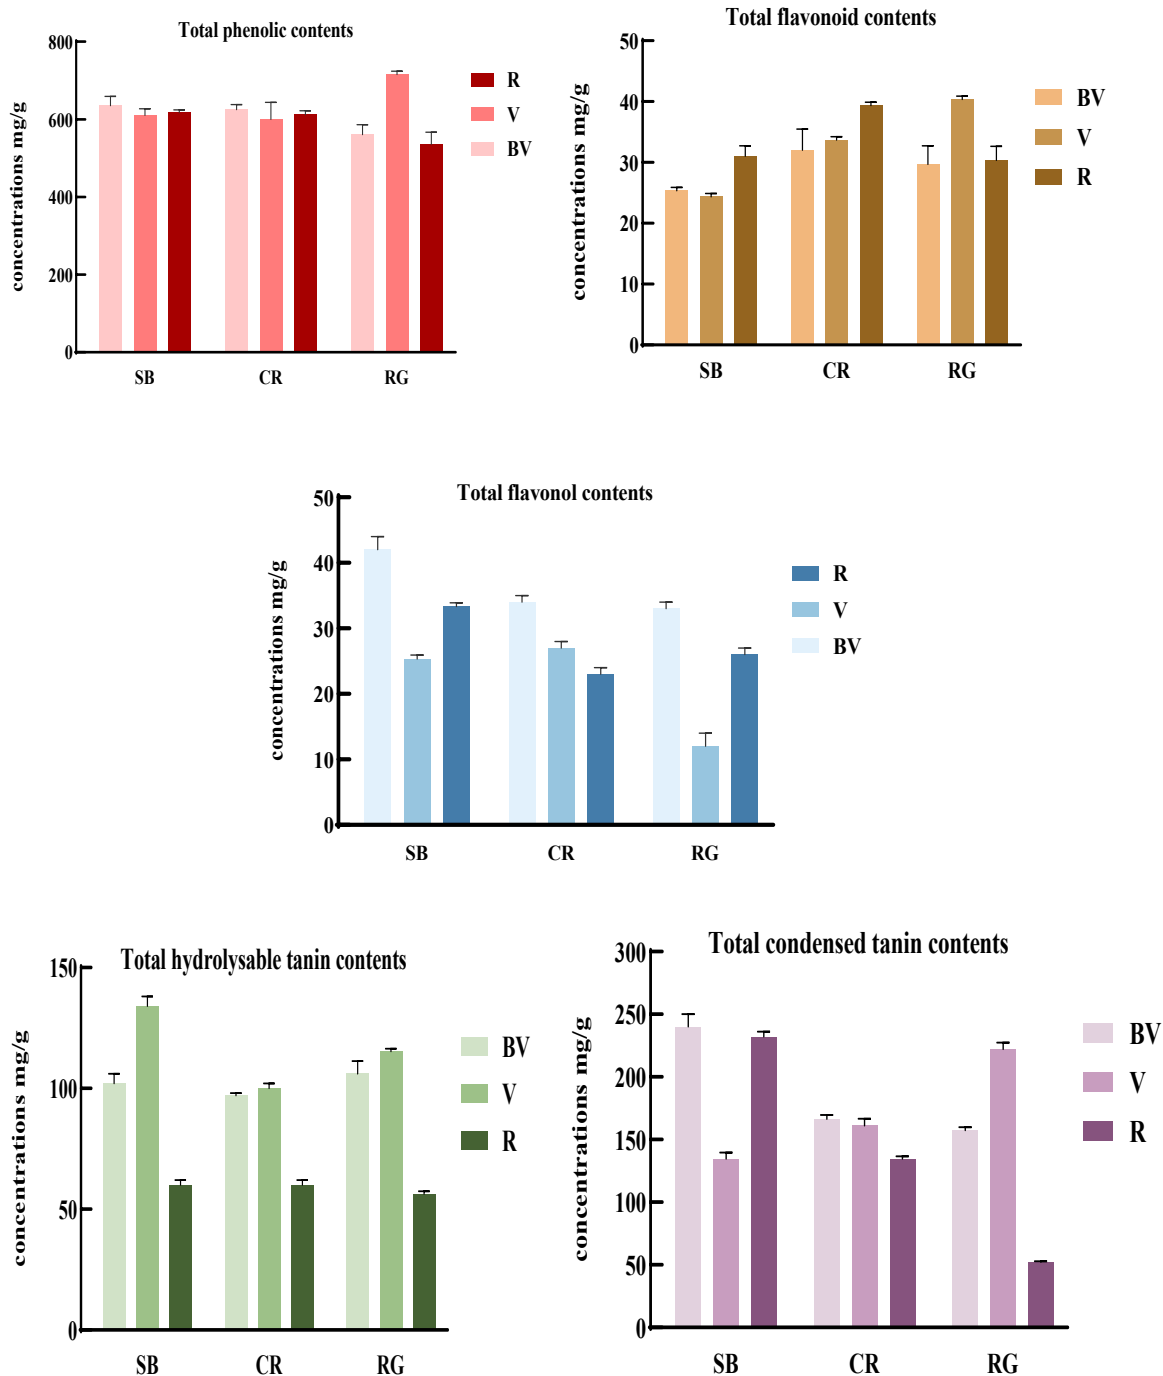 Total phenolic contents
concentrations mg/g
800
600
400
200
0
SB CR RG
R
V
BV
Total flavonoid contents
concentrations mg/g
50
40
30
20
10
0
SB CR RG
BV
V
R
Total flavonol contents
concentrations mg/g
50
40
30
20
10
0
SB CR RG
R
V
BV
Total hydrolysable tanin contents
concentrations mg/g
150
100
50
0
SB CR RG
BV
V
R
Total condensed tanin contents
concentrations mg/g
300
250
200
150
100
50
0
SB CR RG
BV
V
R